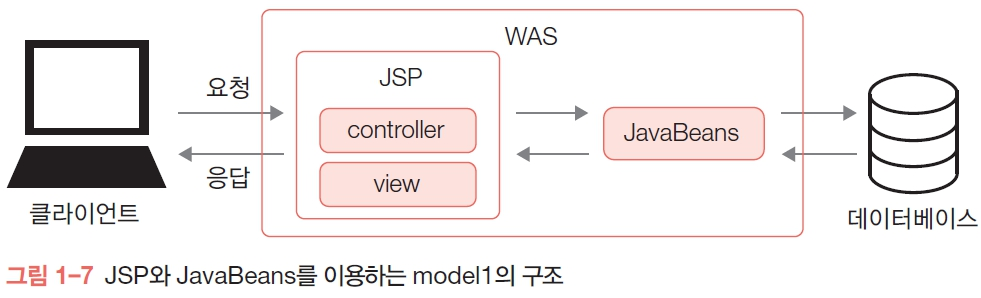 WAS
JSP
요청
controller
JavaBeans
view
응답
클라이언트
데이터베이스
그림 1-7 JSP와 JavaBeans를 이용하는 model1의 구조